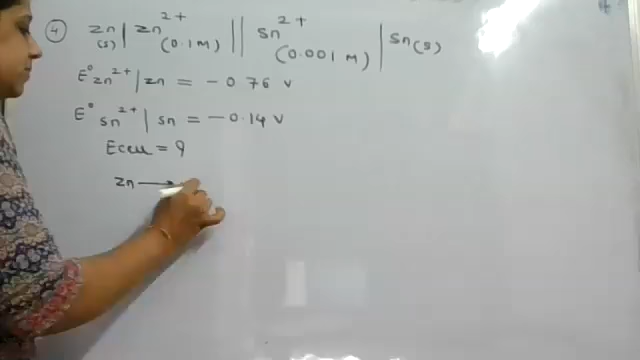 4) Zn(s) | Zn²⁺ (0.1 M) || Sn²⁺ (0.001 M) | Sn(s)
E° Zn²⁺ | Zn = - 0 76 V
E° Sn²⁺ | Sn = - 0.14 V
Ecell = ?
Zn ⟶